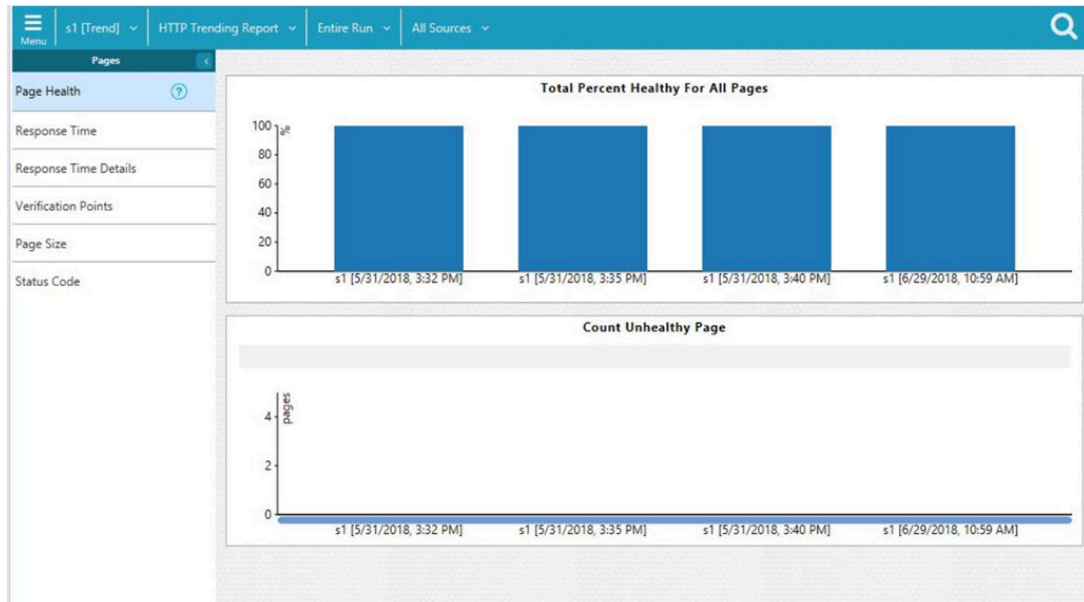 Menu
s1 [Trend]
HTTP Trending Report
Entire Run
All Sources
Pages
Page Health
?
Response Time
Response Time Details
Verification Points
Page Size
Status Code
Total Percent Healthy For All Pages
%
100
80
60
40
20
0
s1 [5/31/2018, 3:32 PM] s1 [5/31/2018, 3:35 PM] s1 [5/31/2018, 3:40 PM] s1 [6/29/2018, 10:59 AM]
Count Unhealthy Page
pages
4
2
0
s1 [5/31/2018, 3:32 PM] s1 [5/31/2018, 3:35 PM] s1 [5/31/2018, 3:40 PM] s1 [6/29/2018, 10:59 AM]